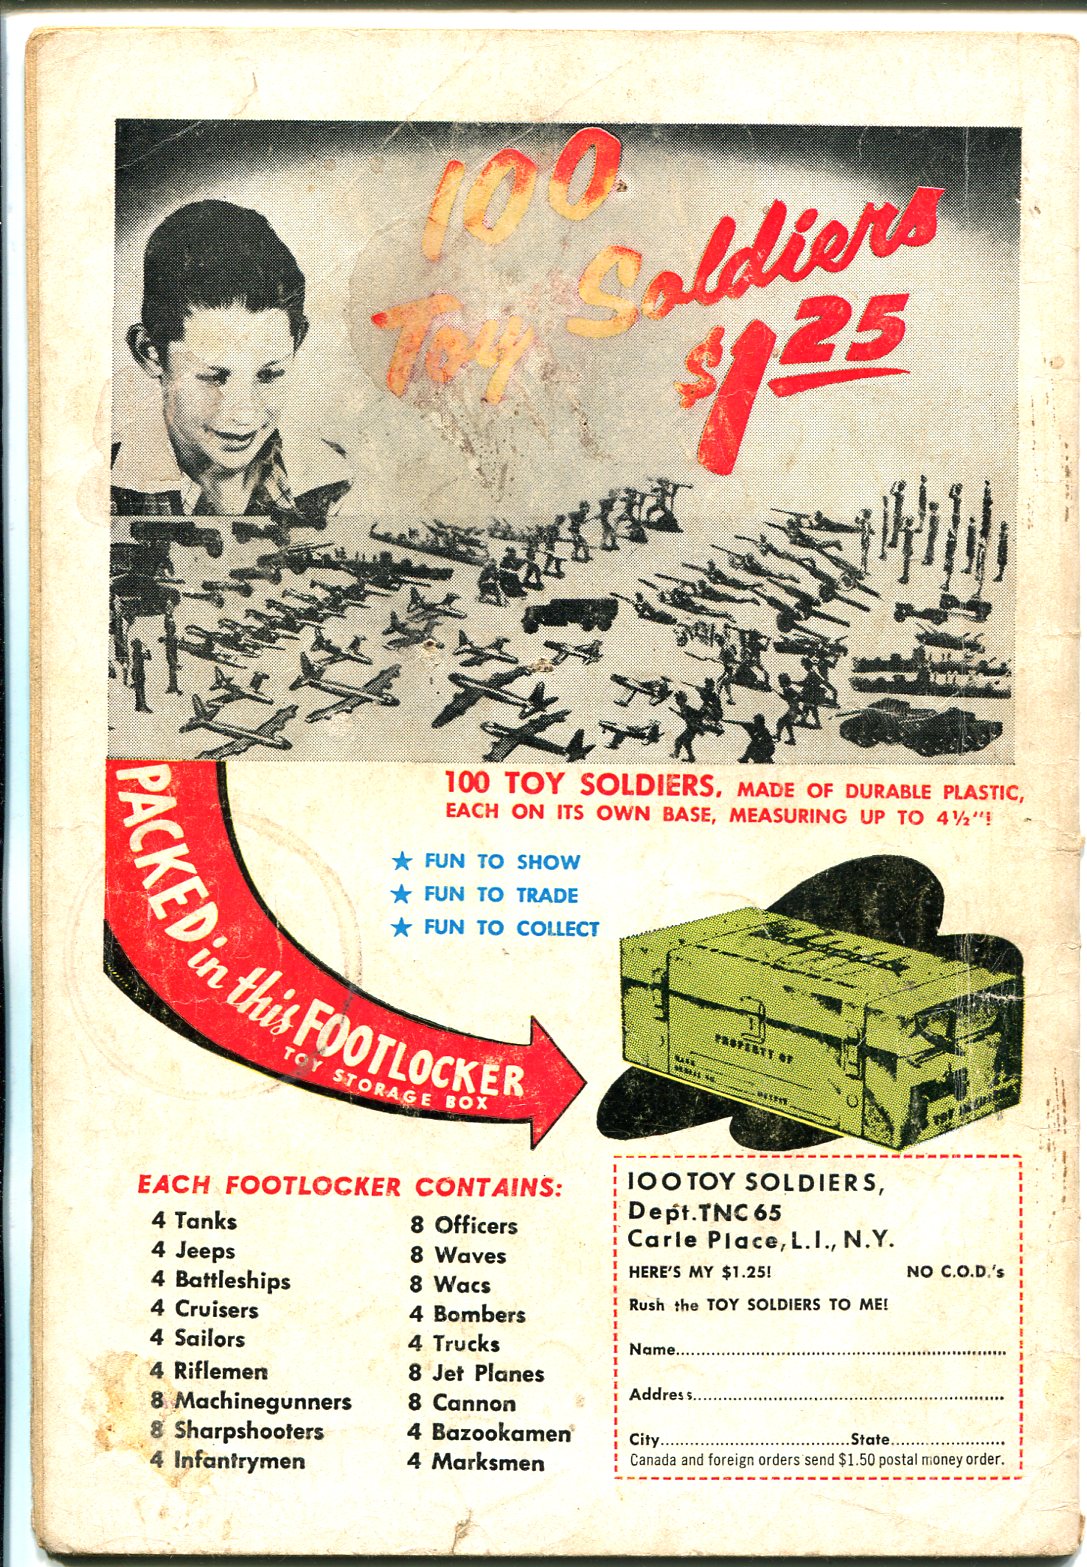 100
Toy Soldiers
$1.25
100 TOY SOLDIERS, MADE OF DURABLE PLASTIC,
EACH ON ITS OWN BASE, MEASURING UP TO 4½"!
PACKED in this FOOTLOCKER
TOY STORAGE BOX
★ FUN TO SHOW
★ FUN TO TRADE
★ FUN TO COLLECT
PROPERTY OF
EACH FOOTLOCKER CONTAINS:
4 Tanks
4 Jeeps
4 Battleships
4 Cruisers
4 Sailors
4 Riflemen
8 Machinegunners
8 Sharpshooters
4 Infantrymen
8 Officers
8 Waves
8 Wacs
4 Bombers
4 Trucks
8 Jet Planes
8 Cannon
4 Bazookamen
4 Marksmen
100 TOY SOLDIERS,
Dept. TNC 65
Carle Place, L.I., N.Y.
HERE'S MY $1.25! NO C.O.D.'s
Rush the TOY SOLDIERS TO ME!
Name
Address
City State
Canada and foreign orders send $1.50 postal money order.